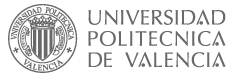 UNIVERSIDAD
POLITECNICA
DE VALENCIA